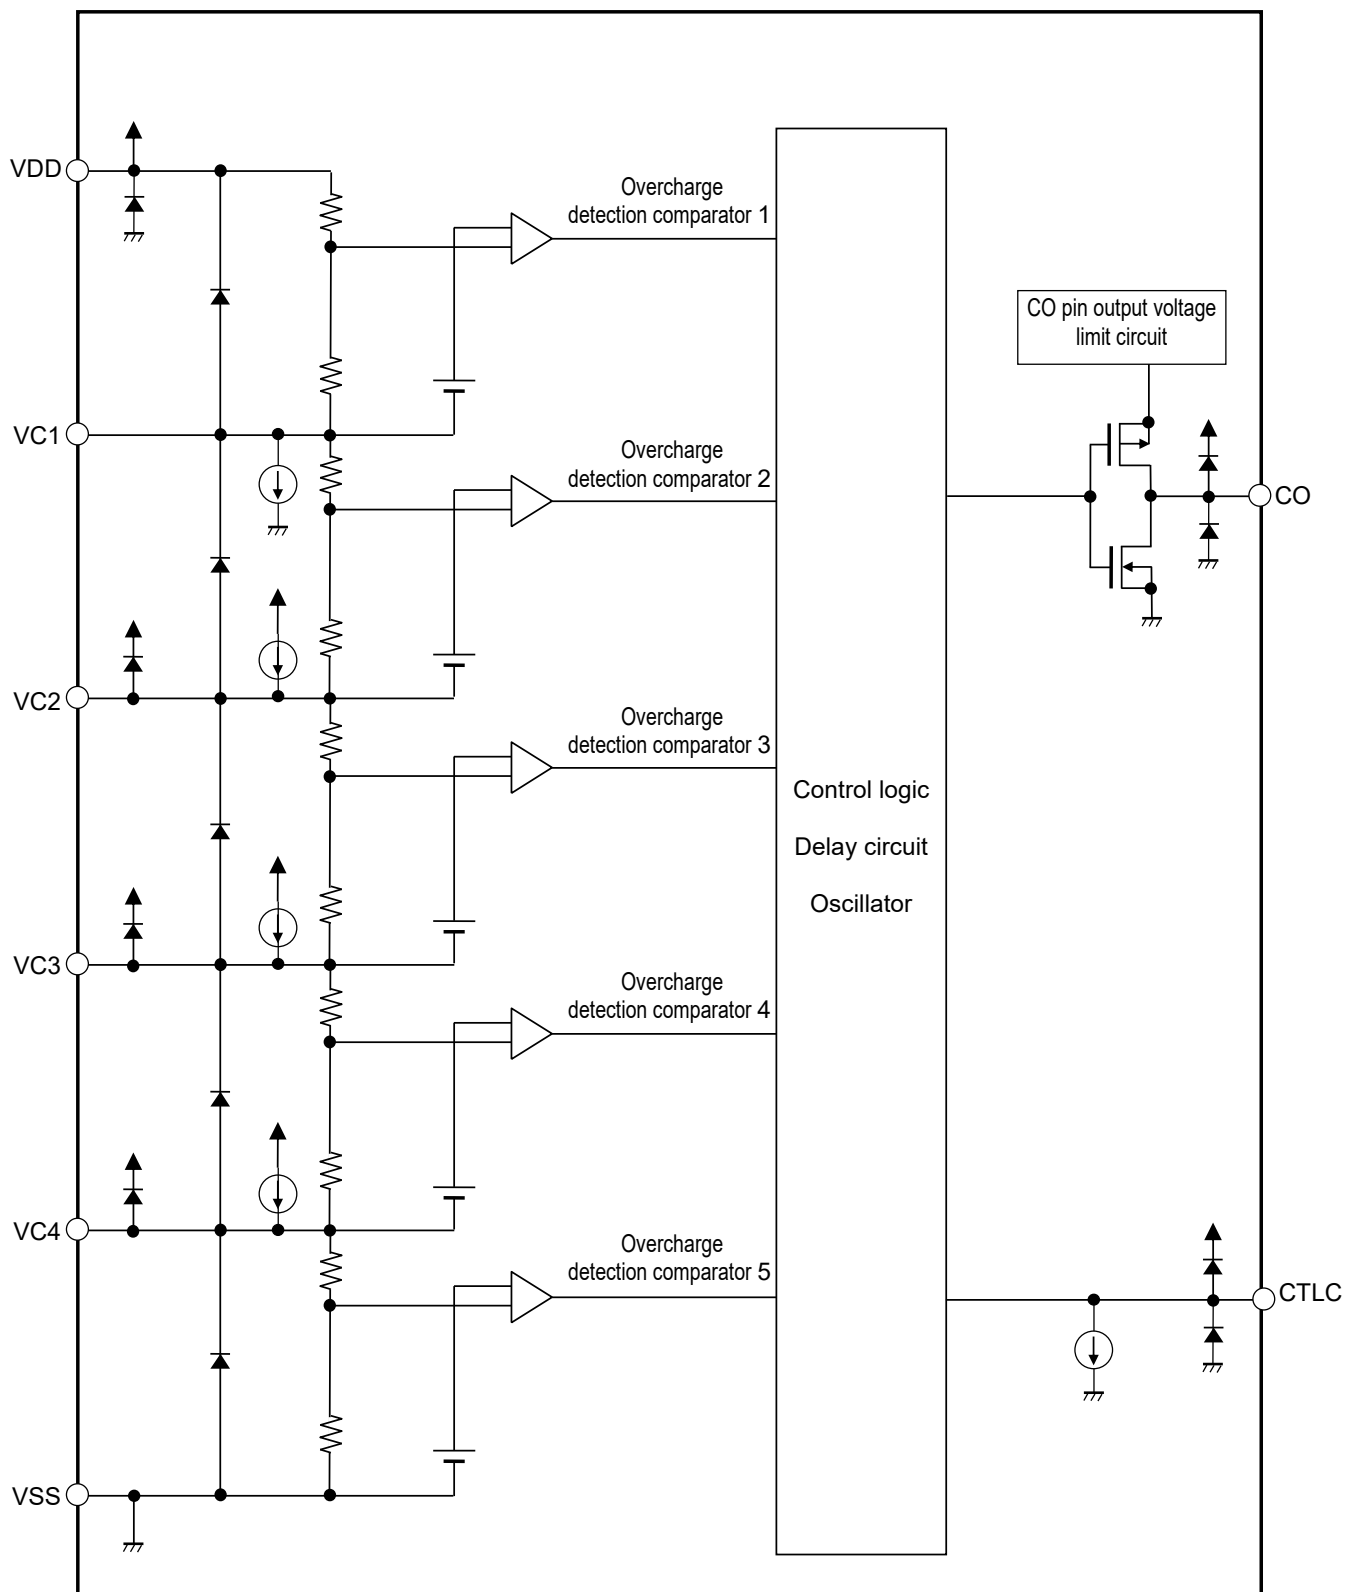 VDD
Overcharge
detection comparator 1
CO pin output voltage
limit circuit
VC1
Overcharge
detection comparator 2
CO
VC2
Overcharge
detection comparator 3
Control logic
Delay circuit
Oscillator
VC3
Overcharge
detection comparator 4
VC4
Overcharge
detection comparator 5
CTLC
VSS